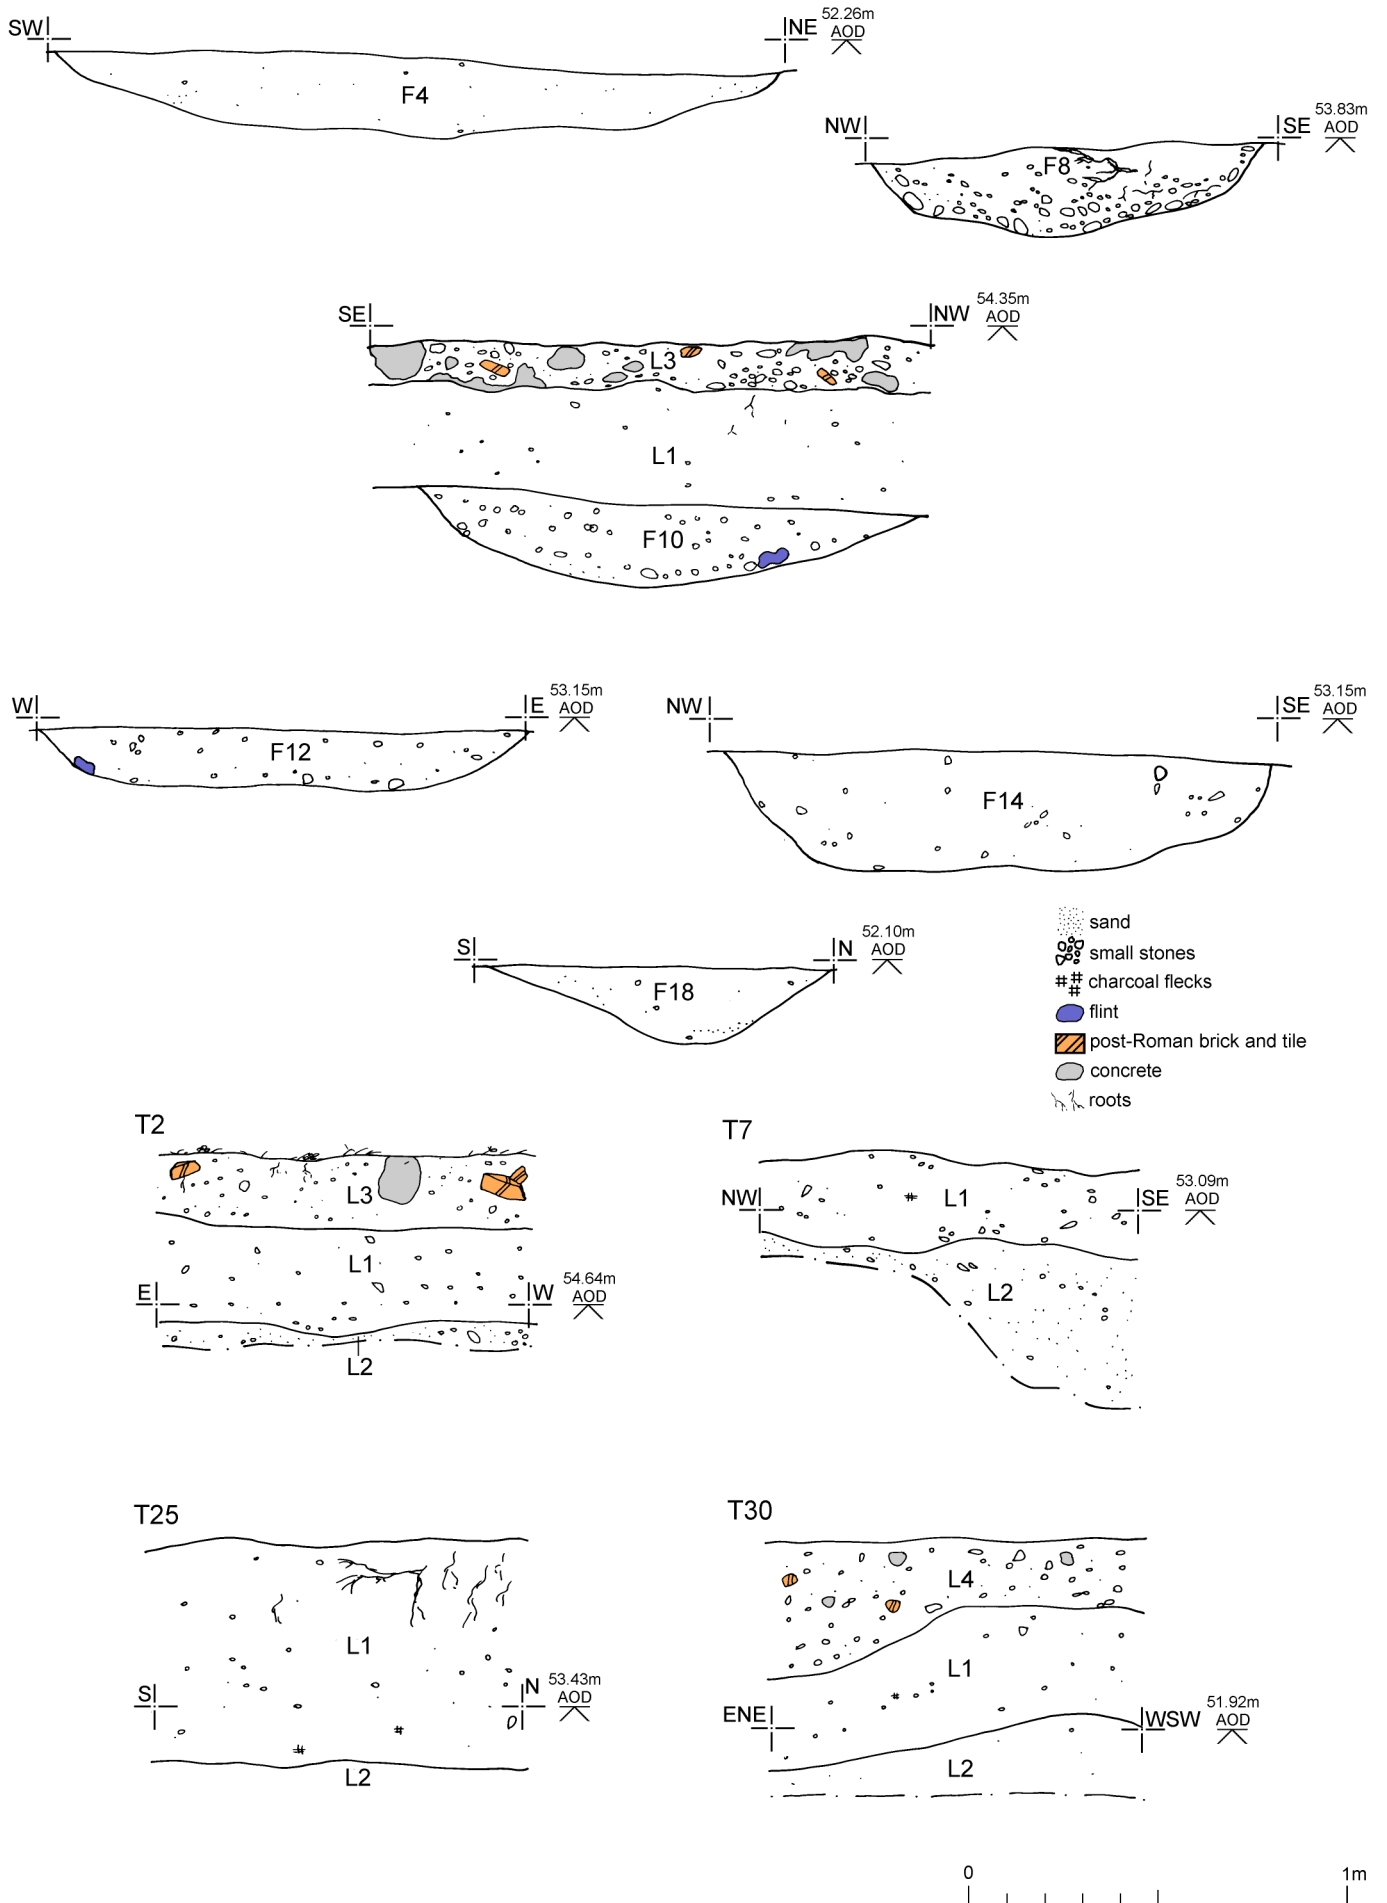 SW NE 52.26m
AOD
F4
NW SE 53.83m
AOD
F8
SE NW 54.35m
AOD
L3
L1
F10
W E 53.15m
AOD
F12
NW SE 53.15m
AOD
F14
S N 52.10m
AOD
F18
sand
small stones
charcoal flecks
flint
post-Roman brick and tile
concrete
roots
T2
L3
L1
E W 54.64m
AOD
L2
T7
L1
NW SE 53.09m
AOD
L2
T25
L1
S N 53.43m
AOD
L2
T30
L4
L1
ENE WSW 51.92m
AOD
L2
0 1m